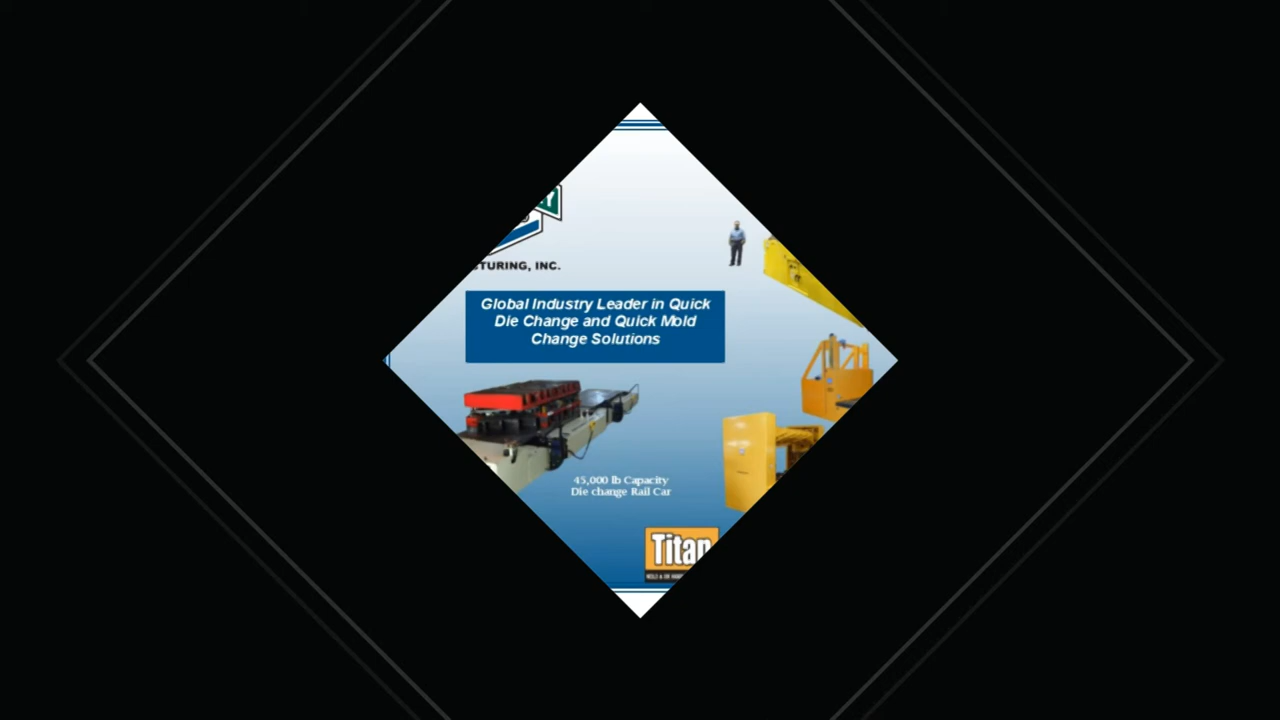 Y
TURING, INC.
Global Industry Leader in Quick
Die Change and Quick Mold
Change Solutions
45,000 lb Capacity
Die change Rail Car
Titan